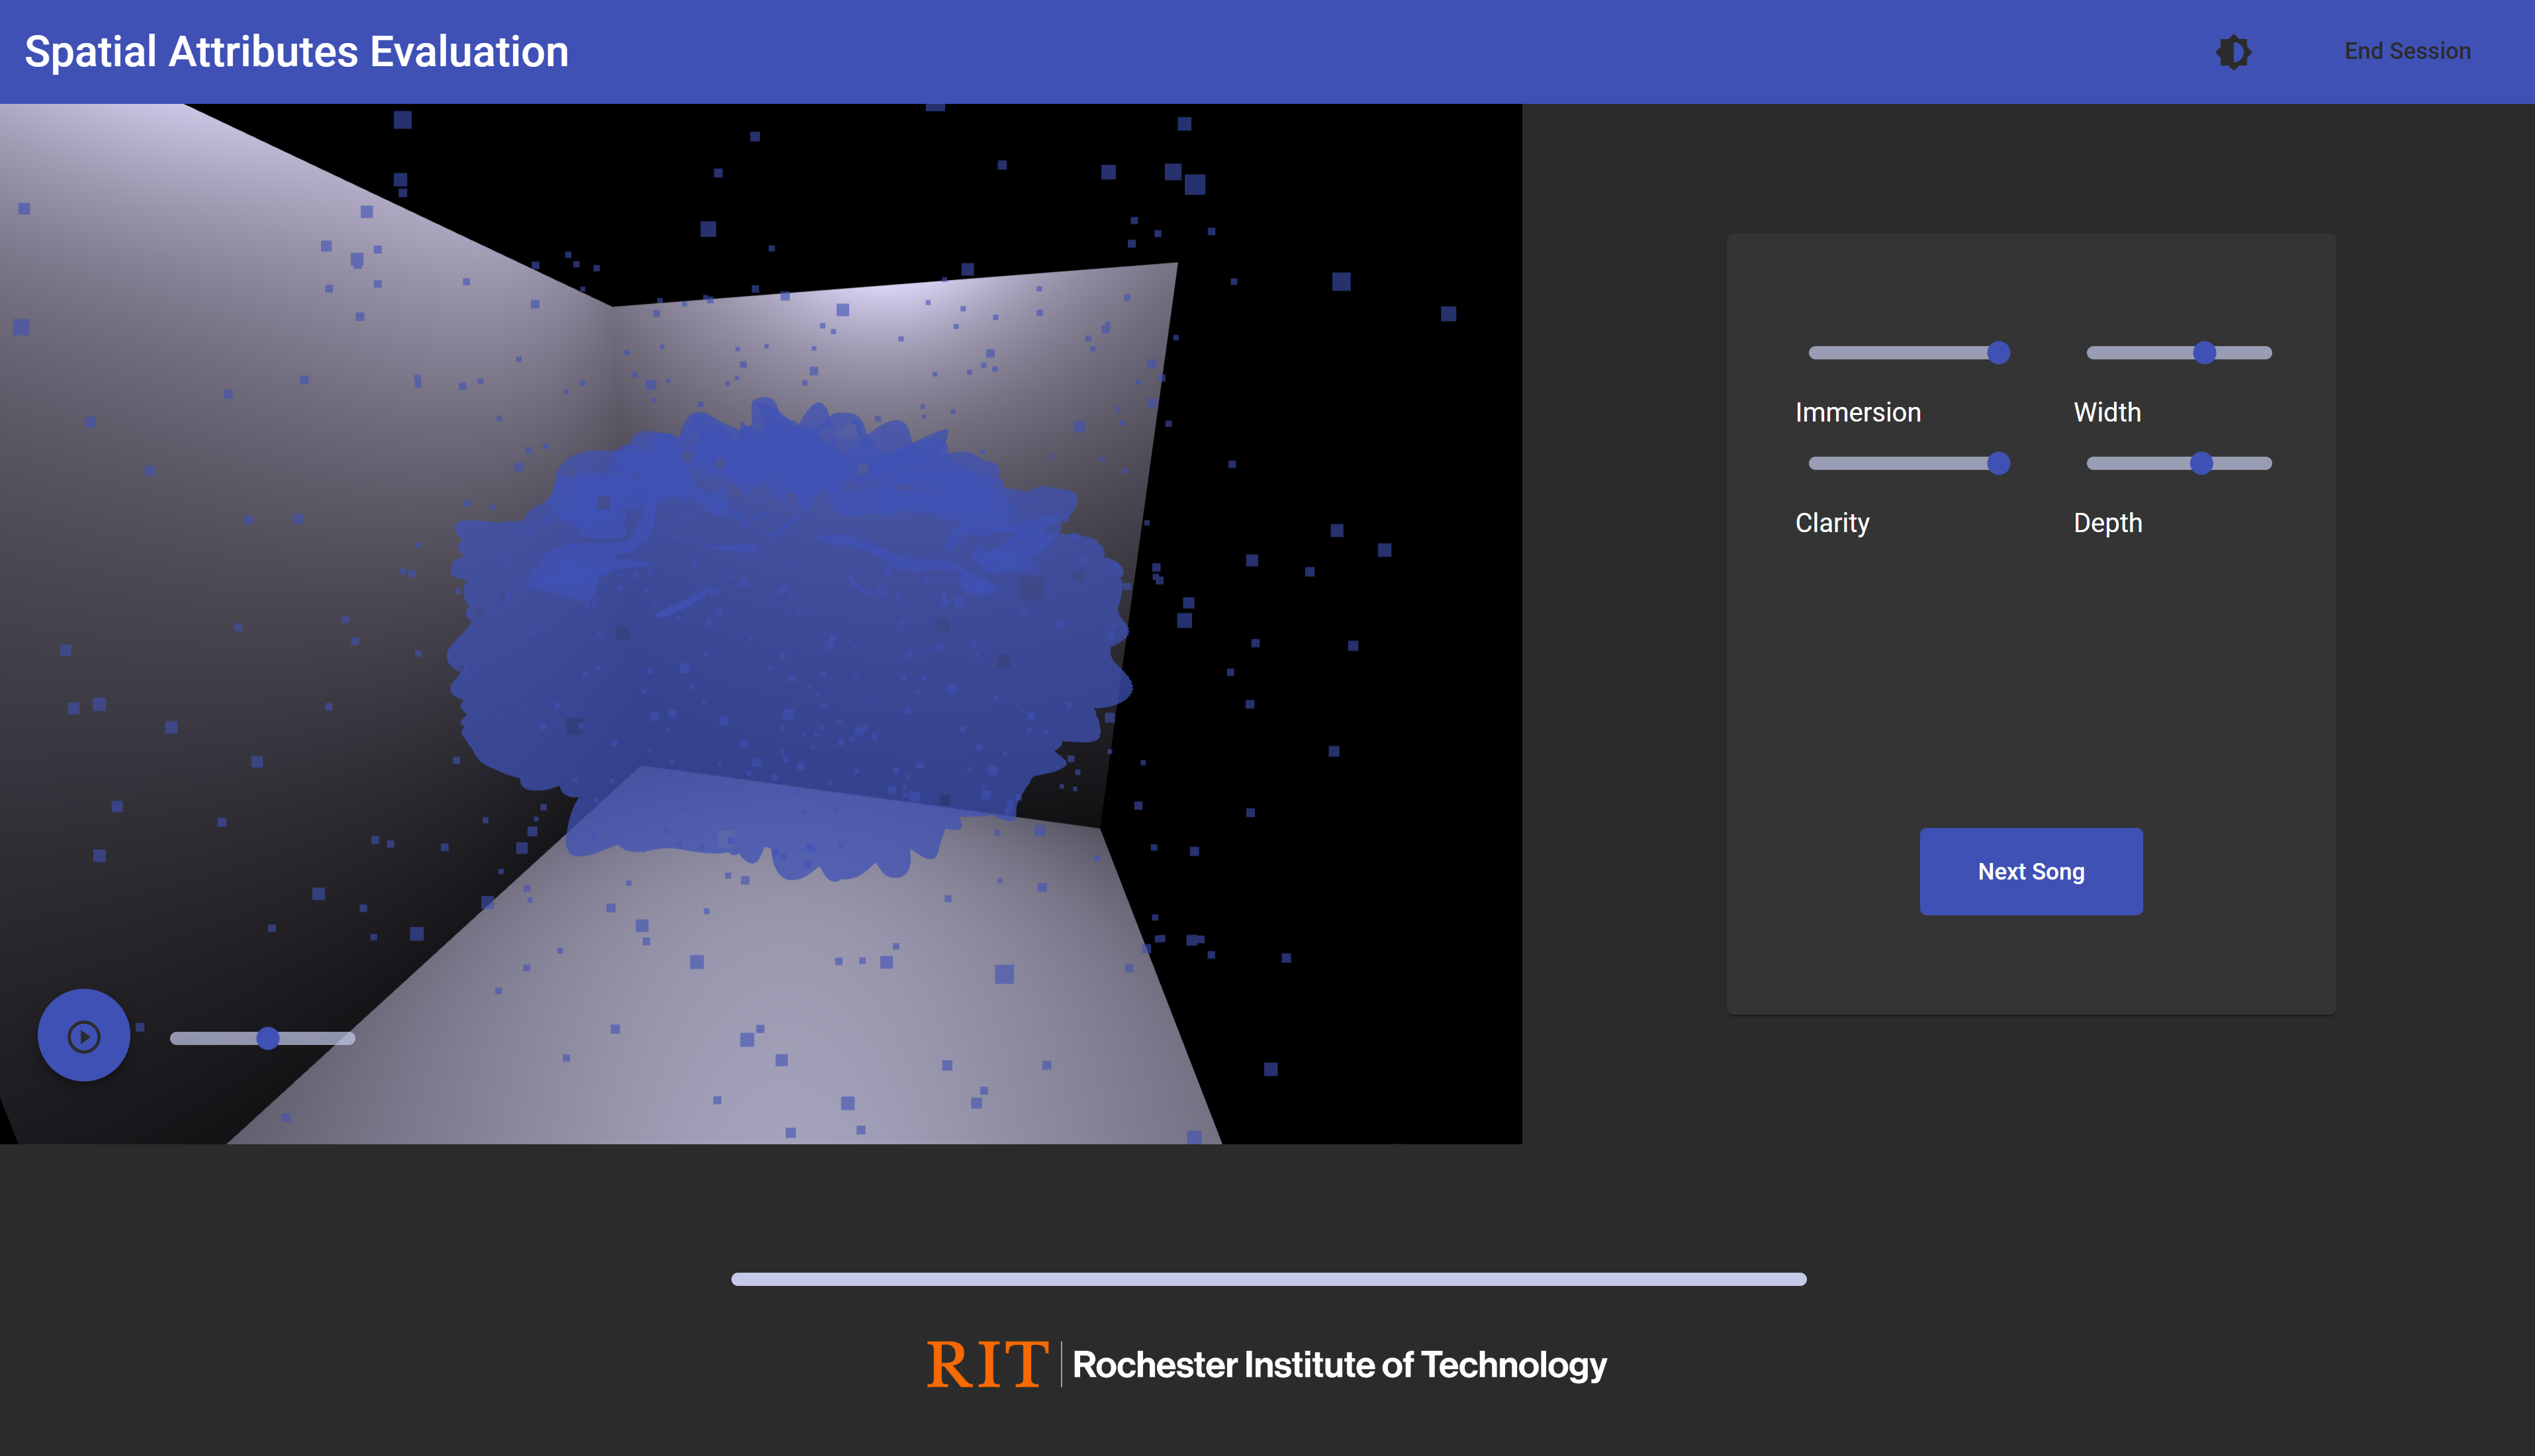 Spatial Attributes Evaluation
End Session
Immersion
Width
Clarity
Depth
Next Song
RIT Rochester Institute of Technology